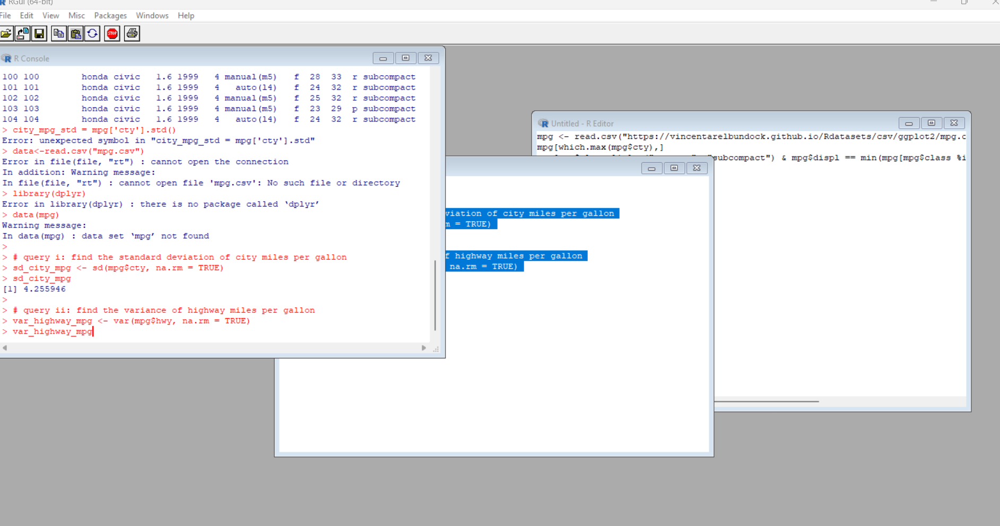 RGui (64-bit)
File Edit View Misc Packages Windows Help
STOP
R Console
100 100 honda civic 1.6 1999 4 manual(m5) f 28 33 r subcompact
101 101 honda civic 1.6 1999 4 auto(l4) f 24 32 r subcompact
102 102 honda civic 1.6 1999 4 manual(m5) f 25 32 r subcompact
103 103 honda civic 1.6 1999 4 manual(m5) f 23 29 p subcompact
104 104 honda civic 1.6 1999 4 auto(l4) f 24 32 r subcompact
> city_mpg_std = mpg['cty'].std()
Error: unexpected symbol in "city_mpg_std = mpg['cty'].std"
> data<-read.csv("mpg.csv")
Error in file(file, "rt") : cannot open the connection
In addition: Warning message:
In file(file, "rt") : cannot open file 'mpg.csv': No such file or directory
> library(dplyr)
Error in library(dplyr) : there is no package called ‘dplyr’
> data(mpg)
Warning message:
In data(mpg) : data set ‘mpg’ not found
>
> # query i: find the standard deviation of city miles per gallon
> sd_city_mpg <- sd(mpg$cty, na.rm = TRUE)
> sd_city_mpg
[1] 4.255946
>
> # query ii: find the variance of highway miles per gallon
> var_highway_mpg <- var(mpg$hwy, na.rm = TRUE)
> var_highway_mpg
viation of city miles per gallon
m = TRUE)
f highway miles per gallon
na.rm = TRUE)
Untitled - R Editor
mpg <- read.csv("https://vincentarelbundock.github.io/Rdatasets/csv/ggplot2/mpg.c
mpg[which.max(mpg$cty),]
"subcompact") & mpg$displ == min(mpg[mpg$class %i